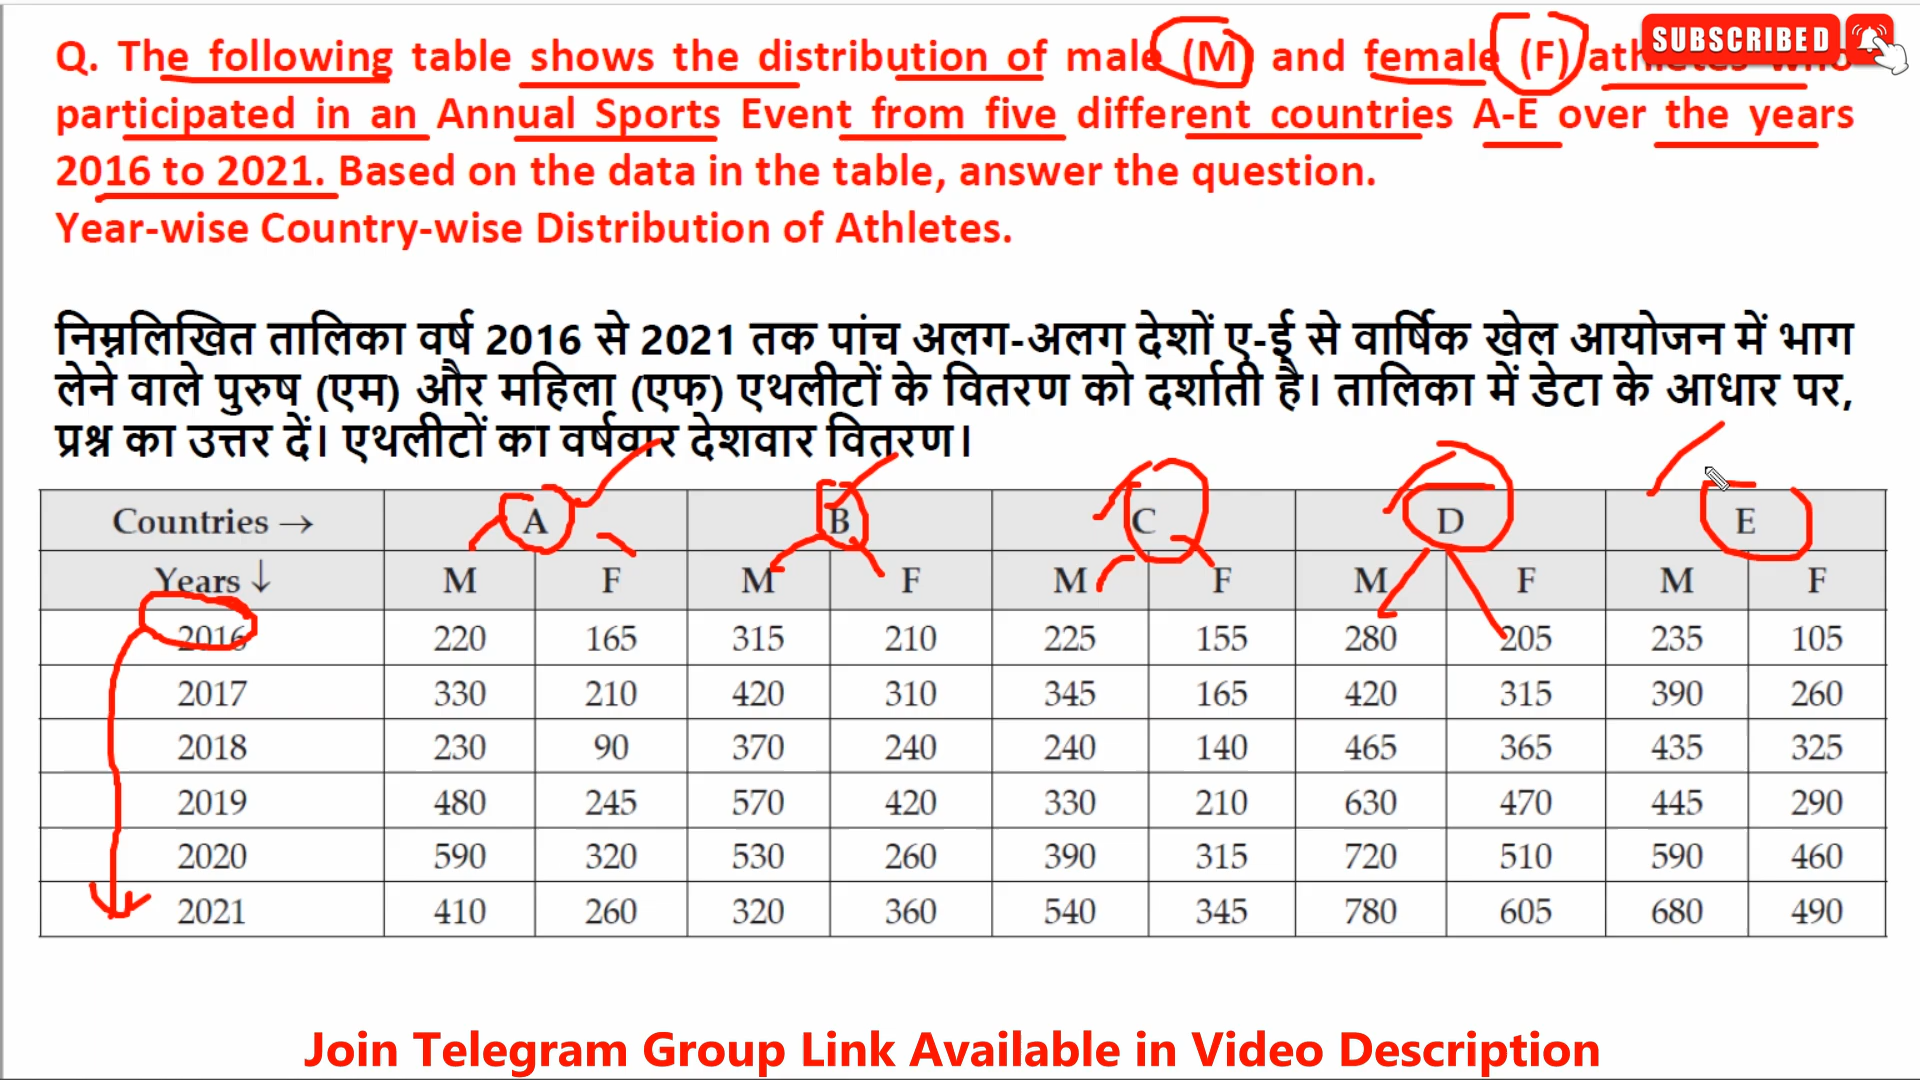 Q. The following table shows the distribution of male (M) and female (F) athletes who
SUBSCRIBED
participated in an Annual Sports Event from five different countries A-E over the years
2016 to 2021. Based on the data in the table, answer the question.
Year-wise Country-wise Distribution of Athletes.
निम्नलिखित तालिका वर्ष 2016 से 2021 तक पांच अलग-अलग देशों ए-ई से वार्षिक खेल आयोजन में भाग
लेने वाले पुरुष (एम) और महिला (एफ) एथलीटों के वितरण को दर्शाती है। तालिका में डेटा के आधार पर,
प्रश्न का उत्तर दें। एथलीटों का वर्षवार देशवार वितरण।
Countries → A B C D E
Years ↓ M F M F M F M F M F
2016 220 165 315 210 225 155 280 205 235 105
2017 330 210 420 310 345 165 420 315 390 260
2018 230 90 370 240 240 140 465 365 435 325
2019 480 245 570 420 330 210 630 470 445 290
2020 590 320 530 260 390 315 720 510 590 460
2021 410 260 320 360 540 345 780 605 680 490
Join Telegram Group Link Available in Video Description